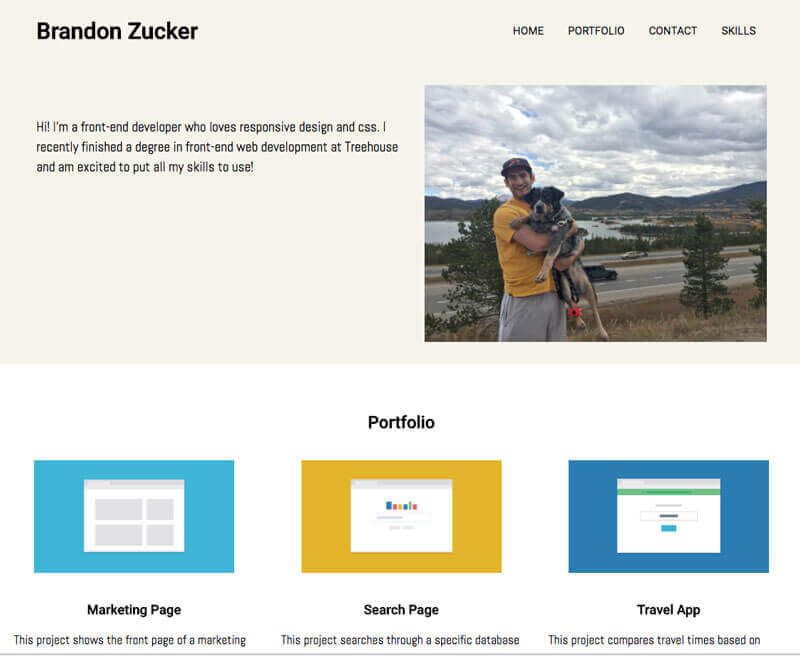 Brandon Zucker
HOME PORTFOLIO CONTACT SKILLS
Hi! I'm a front-end developer who loves responsive design and css. I
recently finished a degree in front-end web development at Treehouse
and am excited to put all my skills to use!
Portfolio
Marketing Page
This project shows the front page of a marketing
Search Page
This project searches through a specific database
Travel App
This project compares travel times based on